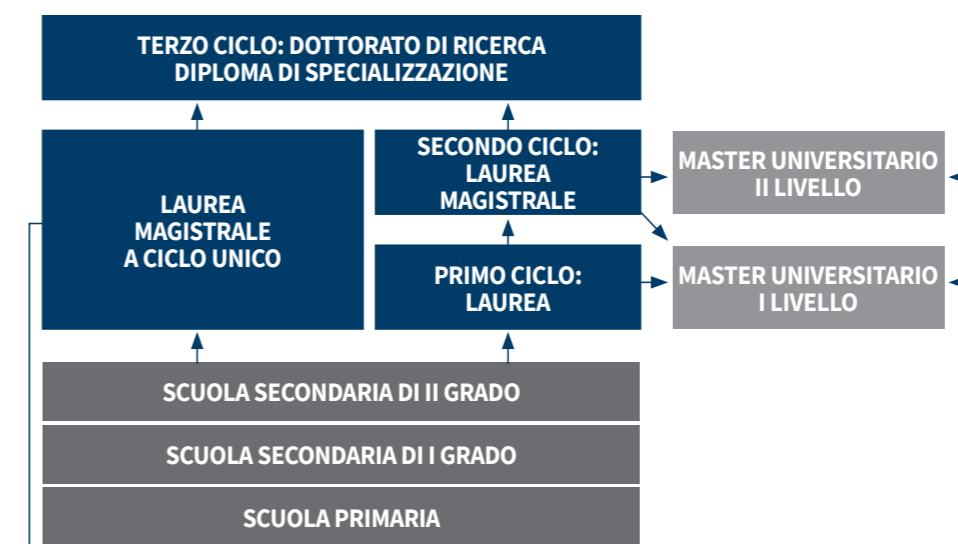 TERZO CICLO: DOTTORATO DI RICERCA
DIPLOMA DI SPECIALIZZAZIONE
LAUREA
MAGISTRALE
A CICLO UNICO
SECONDO CICLO:
LAUREA
MAGISTRALE
MASTER UNIVERSITARIO
II LIVELLO
PRIMO CICLO:
LAUREA
MASTER UNIVERSITARIO
I LIVELLO
SCUOLA SECONDARIA DI II GRADO
SCUOLA SECONDARIA DI I GRADO
SCUOLA PRIMARIA